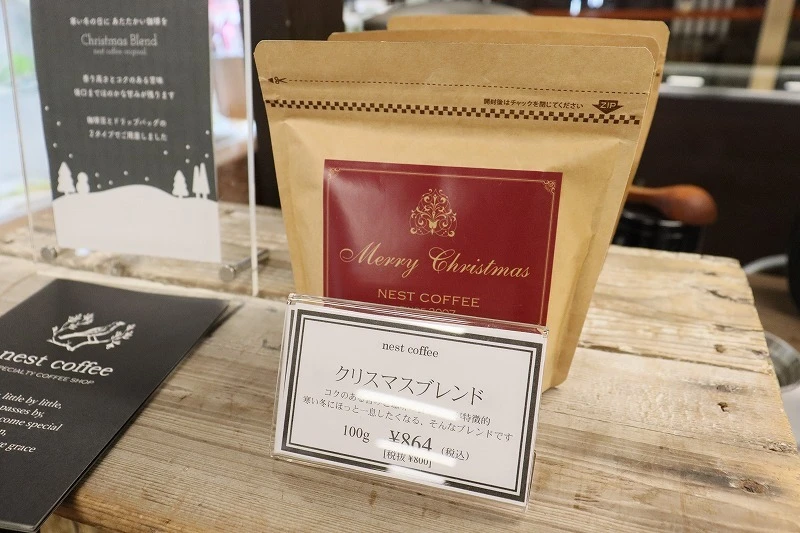 寒い冬の日に あたたかい珈琲を
Christmas Blend
nest coffee original
香り高さとコクのある苦味
後口までほのかな甘みが残ります
珈琲豆とドリップバッグの
2タイプでご用意しました
開封後はチャックを閉じてください
ZIP
Merry Christmas
NEST COFFEE
2007
nest coffee
SPECIALTY COFFEE SHOP
little by little,
passes by.
come special
grace
nest coffee
クリスマスブレンド
コクのある 特徴的
寒い冬にほっと一息したくなる、そんなブレンドです
100g ¥864 (税込)
[税抜 ¥800]